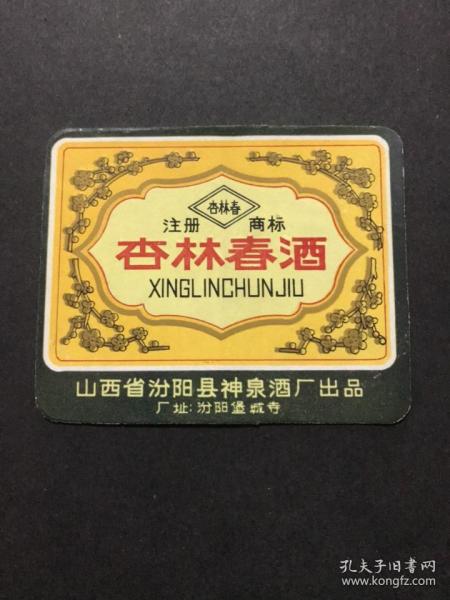 杏林春
注册 商标
杏林春酒
XINGLINCHUNJIU
山西省汾阳县神泉酒厂出品
厂址:汾阳堡城寺
孔夫子旧书网
www.kongfz.com